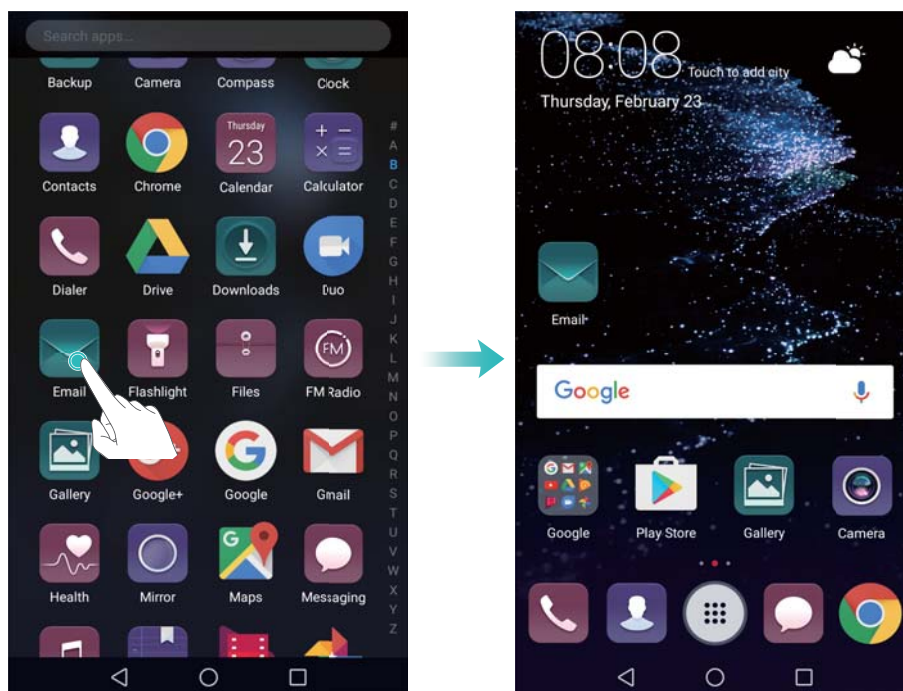 Search apps...
Backup Camera Compass Clock
Thursday
23
+ −
× =
Contacts Chrome Calendar Calculator
Dialer Drive Downloads Duo
FM
Email Flashlight Files FM Radio
Gallery Google+ Google Gmail
G
Health Mirror Maps Messaging
#
A
B
C
D
E
F
G
H
I
J
K
L
M
N
O
P
Q
R
S
T
U
V
W
X
Y
Z
08:08 Touch to add city
Thursday, February 23
Email
Google
Google Play Store Gallery Camera